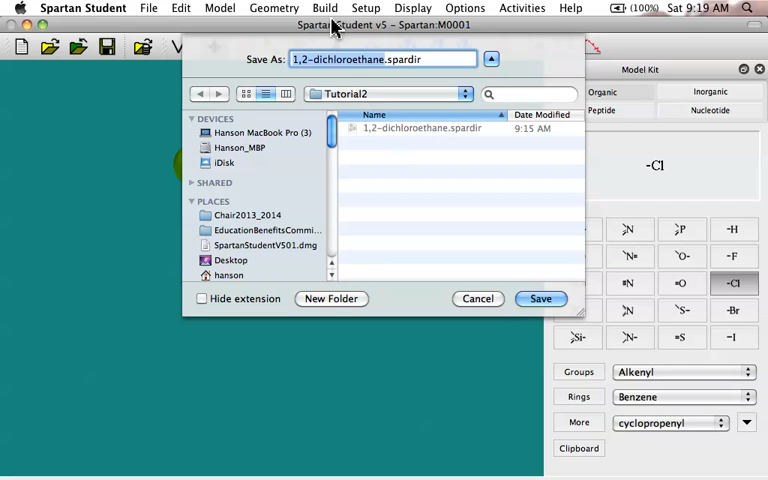 Spartan Student File Edit Model Geometry Build Setup Display Options Activities Help (100%) Sat 9:19 AM
Spartan Student v5 – Spartan:M0001
Save As: 1,2-dichloroethane.spardir
Tutorial2
Model Kit
Organic Inorganic
Peptide Nucleotide
DEVICES
Hanson MacBook Pro (3)
Hanson_MBP
iDisk
SHARED
PLACES
Chair2013_2014
EducationBenefitsCommi...
SpartanStudentV501.dmg
Desktop
hanson
Name Date Modified
1,2-dichloroethane.spardir 9:15 AM
Hide extension New Folder Cancel Save
-Cl
N P -H
N= O- -F
≡N =O -Cl
N S- -Br
Si- N- =S -I
Groups Alkenyl
Rings Benzene
More cyclopropenyl
Clipboard